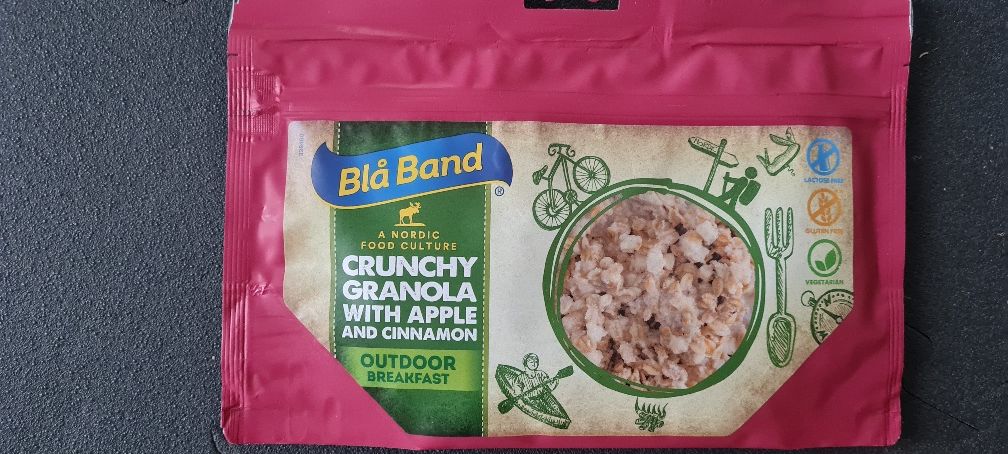 Blå Band
®
A NORDIC
FOOD CULTURE
CRUNCHY
GRANOLA
WITH APPLE
AND CINNAMON
OUTDOOR
BREAKFAST
LACTOSE FREE
GLUTEN FREE
VEGETARIAN